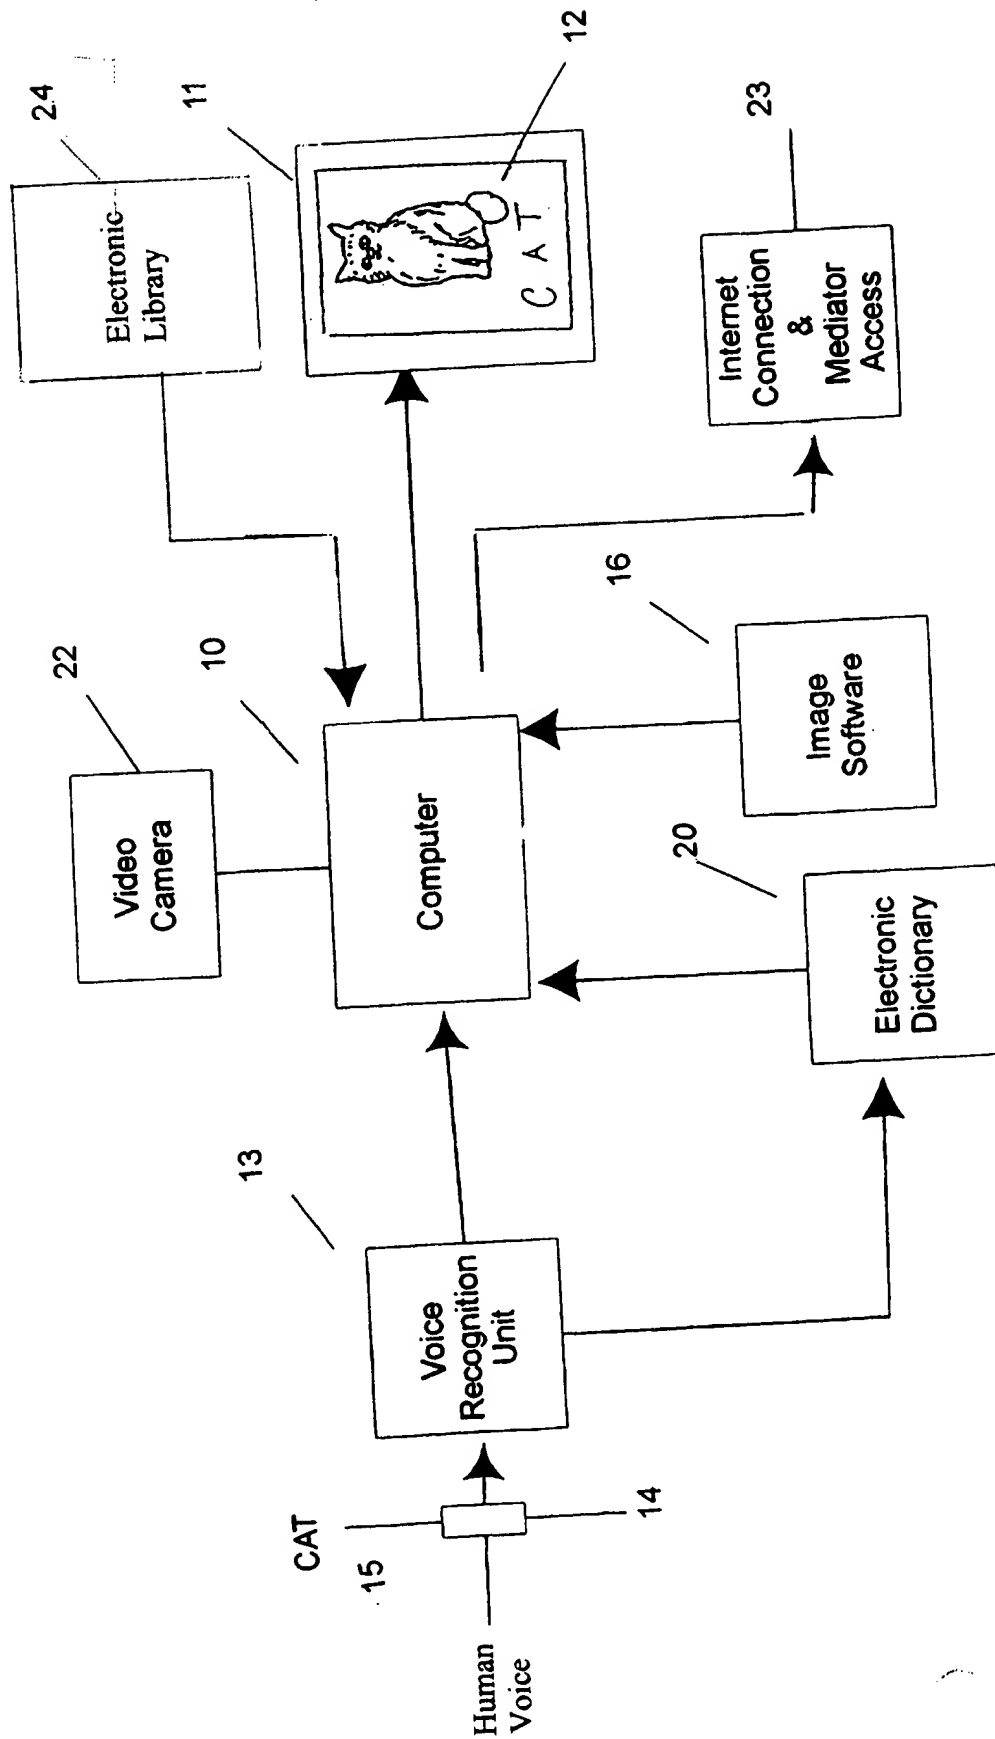 24
Electronic
Library
11
12
C A T
22
Video
Camera
10
Computer
23
Internet
Connection
&
Mediator
Access
16
Image
Software
20
Electronic
Dictionary
13
Voice
Recognition
Unit
CAT
15
14
Human
Voice